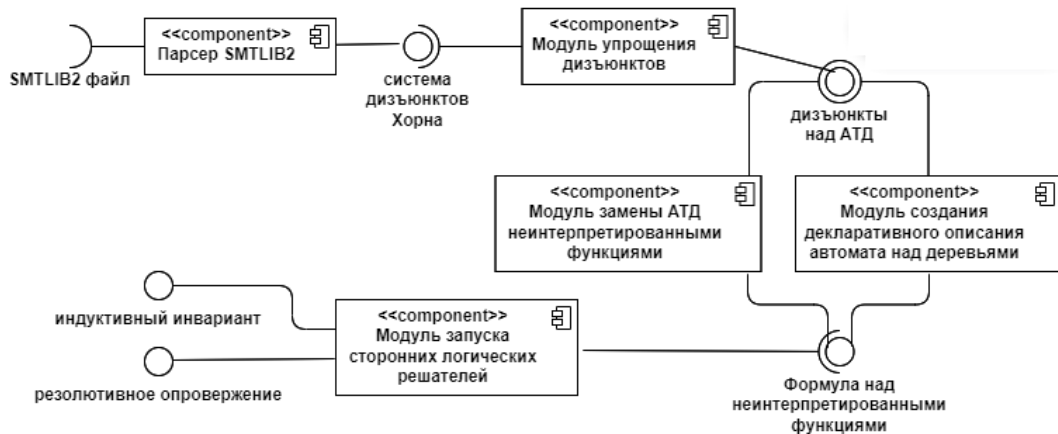 <<component>>
Парсер SMTLIB2
SMTLIB2 файл
система
дизъюнктов
Хорна
<<component>>
Модуль упрощения
дизъюнктов
дизъюнкты
над АТД
<<component>>
Модуль замены АТД
неинтерпретированными
функциями
<<component>>
Модуль создания
декларативного описания
автомата над деревьями
индуктивный инвариант
резолютивное опровержение
<<component>>
Модуль запуска
сторонних логических
решателей
Формула над
неинтерпретированными
функциями